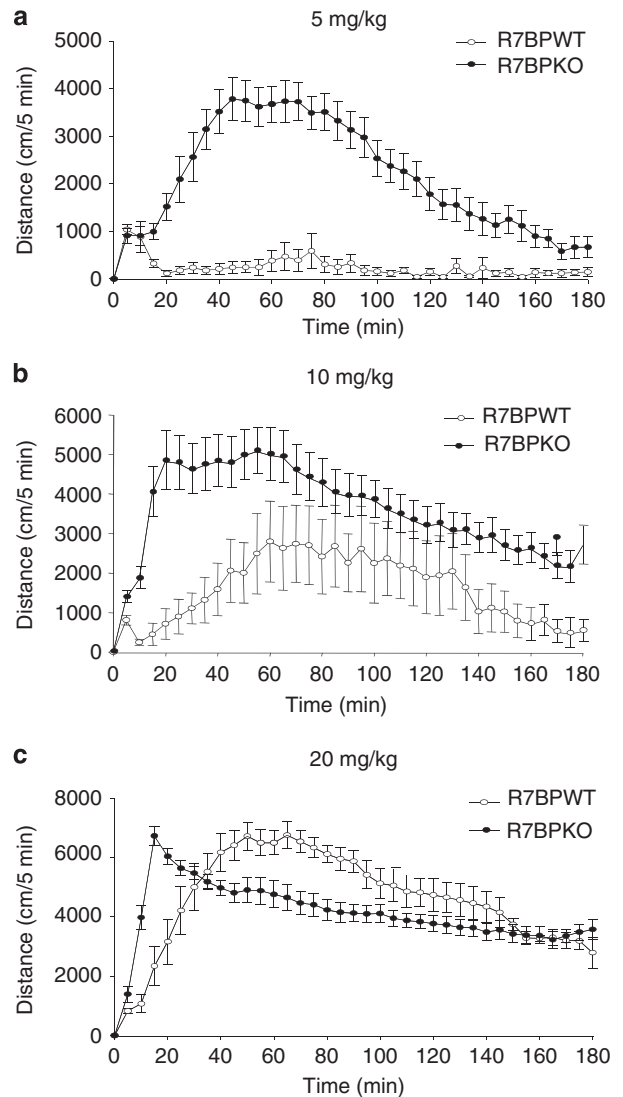 a
5 mg/kg
5000
4000
3000
2000
1000
0
Distance (cm/5 min)
R7BPWT
R7BPKO
0 20 40 60 80 100 120 140 160 180
Time (min)
b
10 mg/kg
6000
5000
4000
3000
2000
1000
0
Distance (cm/5 min)
R7BPWT
R7BPKO
0 20 40 60 80 100 120 140 160 180
Time (min)
c
20 mg/kg
8000
6000
4000
2000
0
Distance (cm/5 min)
R7BPWT
R7BPKO
0 20 40 60 80 100 120 140 160 180
Time (min)